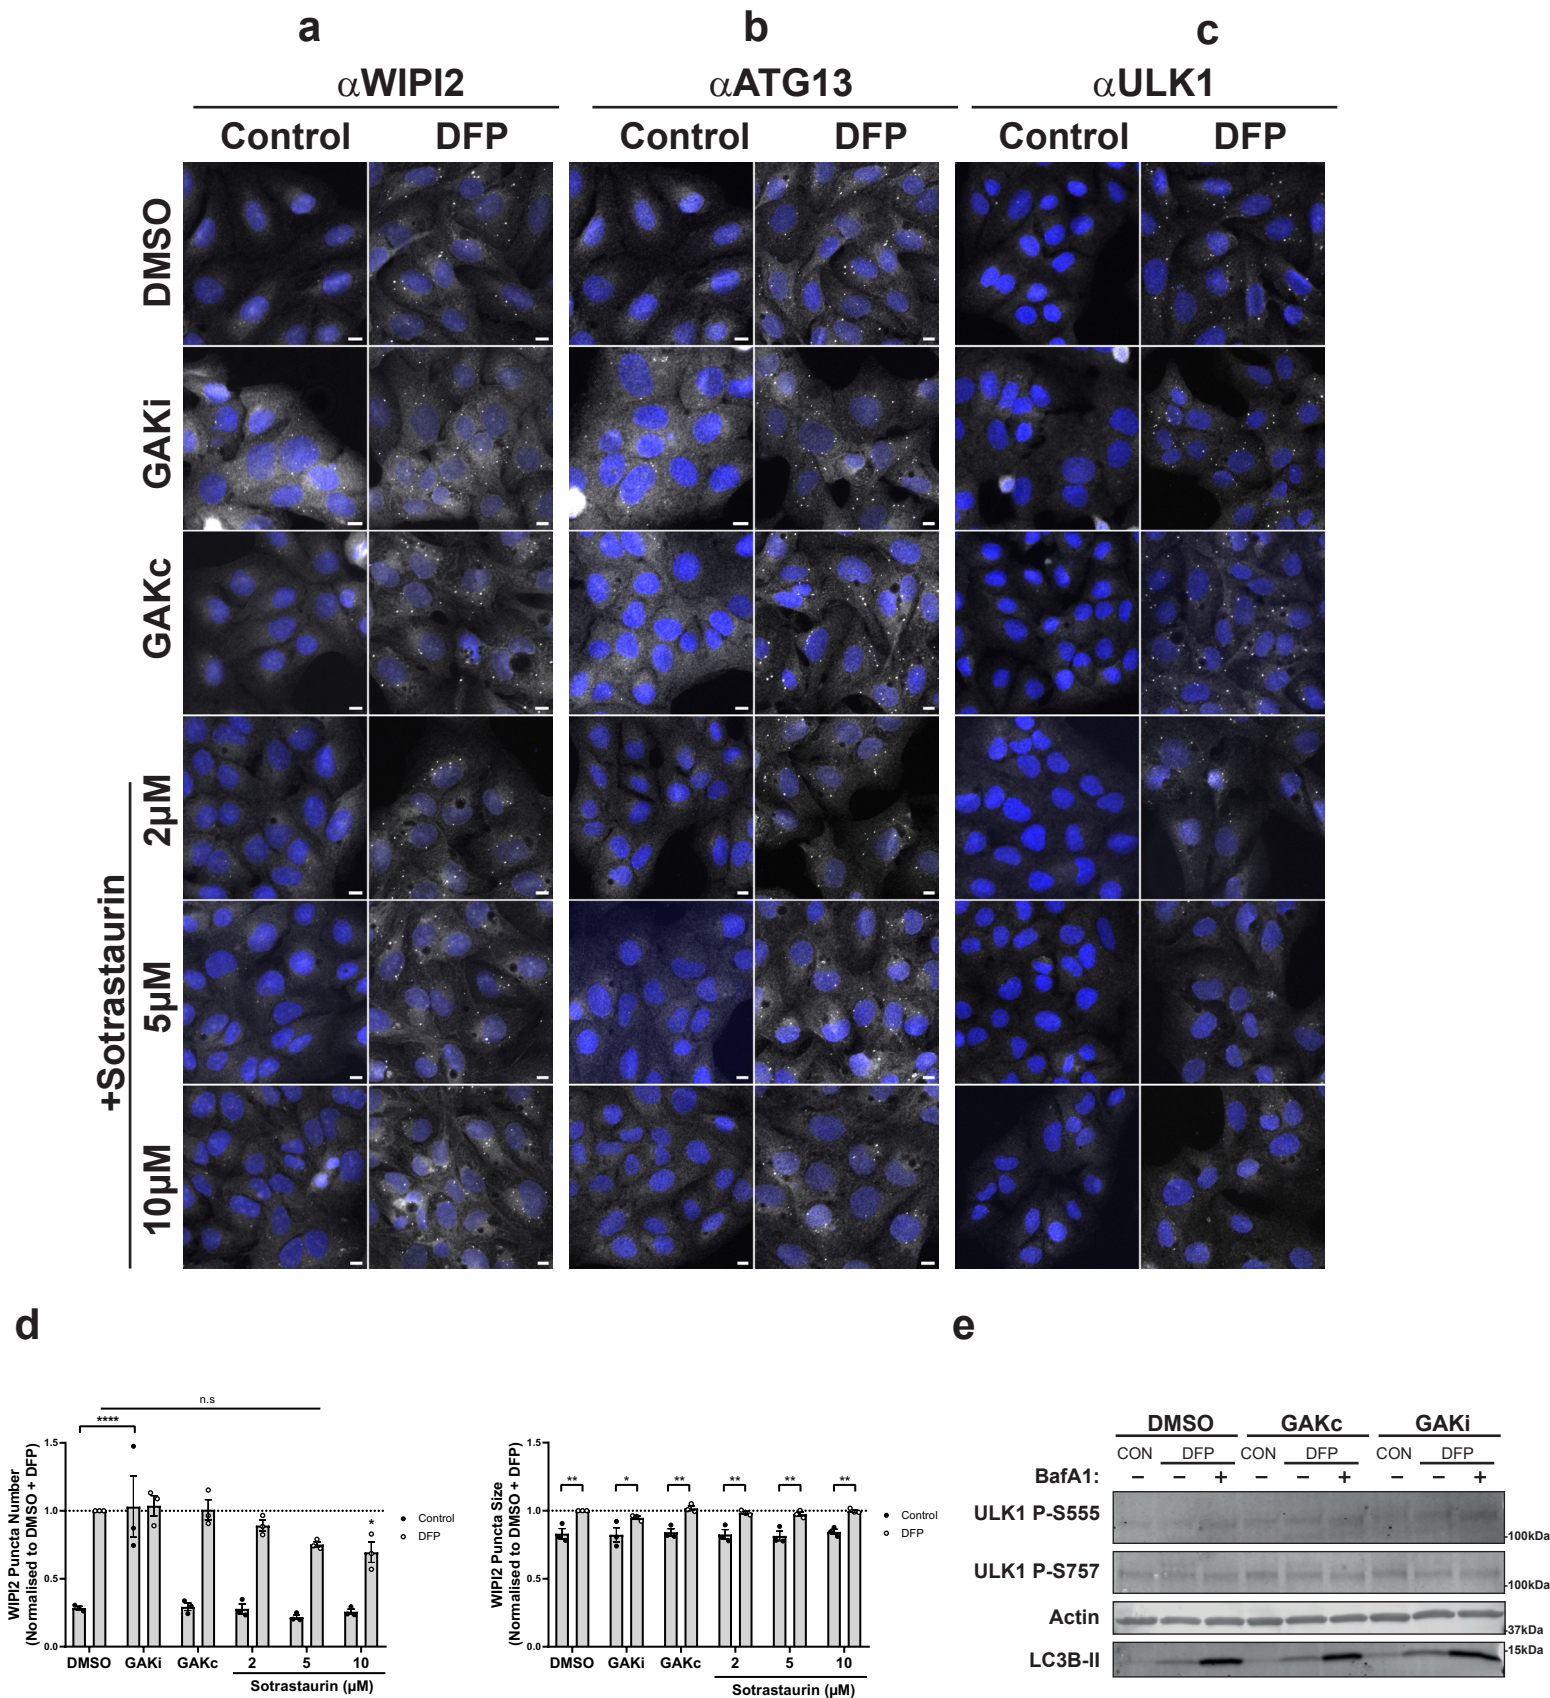 a
b
c
αWIPI2
αATG13
αULK1
Control DFP Control DFP Control DFP
DMSO
GAKi
GAKc
+Sotrastaurin
2μM
5μM
10μM
d
e
n.s
****
*
WIPI2 Puncta Number
(Normalised to DMSO + DFP)
1.5
1.0
0.5
0.0
DMSO GAKi GAKc 2 5 10
Sotrastaurin (μM)
Control
DFP
** * ** ** ** **
WIPI2 Puncta Size
(Normalised to DMSO + DFP)
1.5
1.0
0.5
0.0
DMSO GAKi GAKc 2 5 10
Sotrastaurin (μM)
Control
DFP
DMSO GAKc GAKi
CON DFP CON DFP CON DFP
BafA1: – – + – – + – – +
ULK1 P-S555
-100kDa
ULK1 P-S757
-100kDa
Actin
-37kDa
-15kDa
LC3B-II